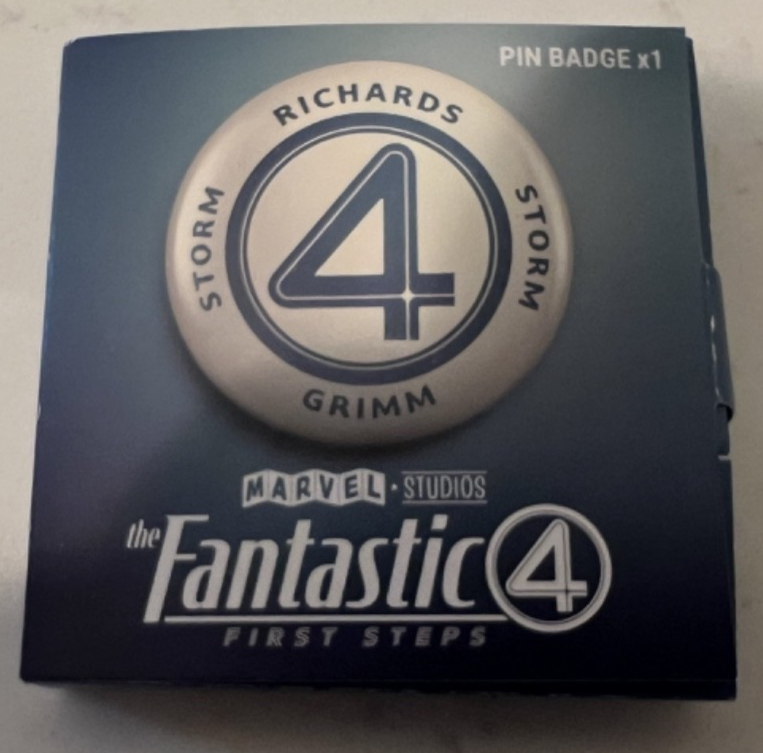 PIN BADGE x1
RICHARDS
STORM
4
STORM
GRIMM
MARVEL · STUDIOS
the Fantastic 4
FIRST STEPS